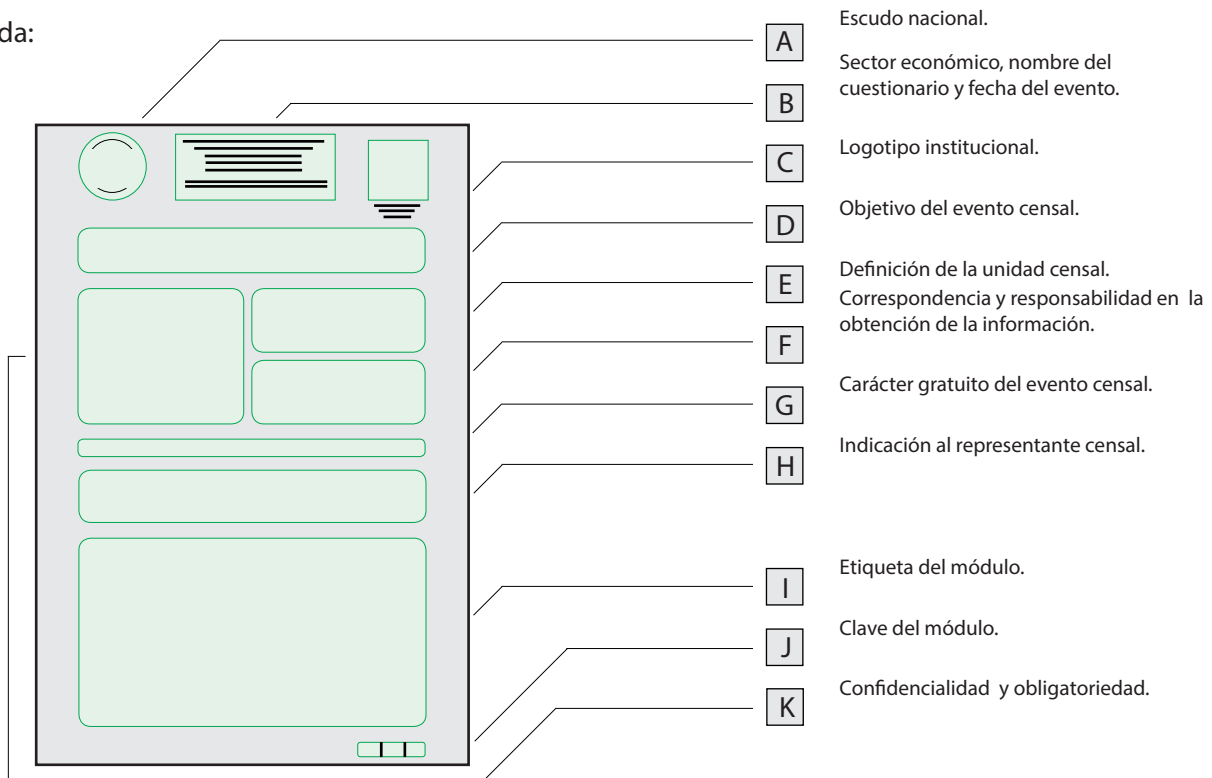 da:
A
Escudo nacional.
B
Sector económico, nombre del
cuestionario y fecha del evento.
C
Logotipo institucional.
D
Objetivo del evento censal.
E
Definición de la unidad censal.
Correspondencia y responsabilidad en la
obtención de la información.
F
G
Carácter gratuito del evento censal.
H
Indicación al representante censal.
I
Etiqueta del módulo.
J
Clave del módulo.
K
Confidencialidad y obligatoriedad.